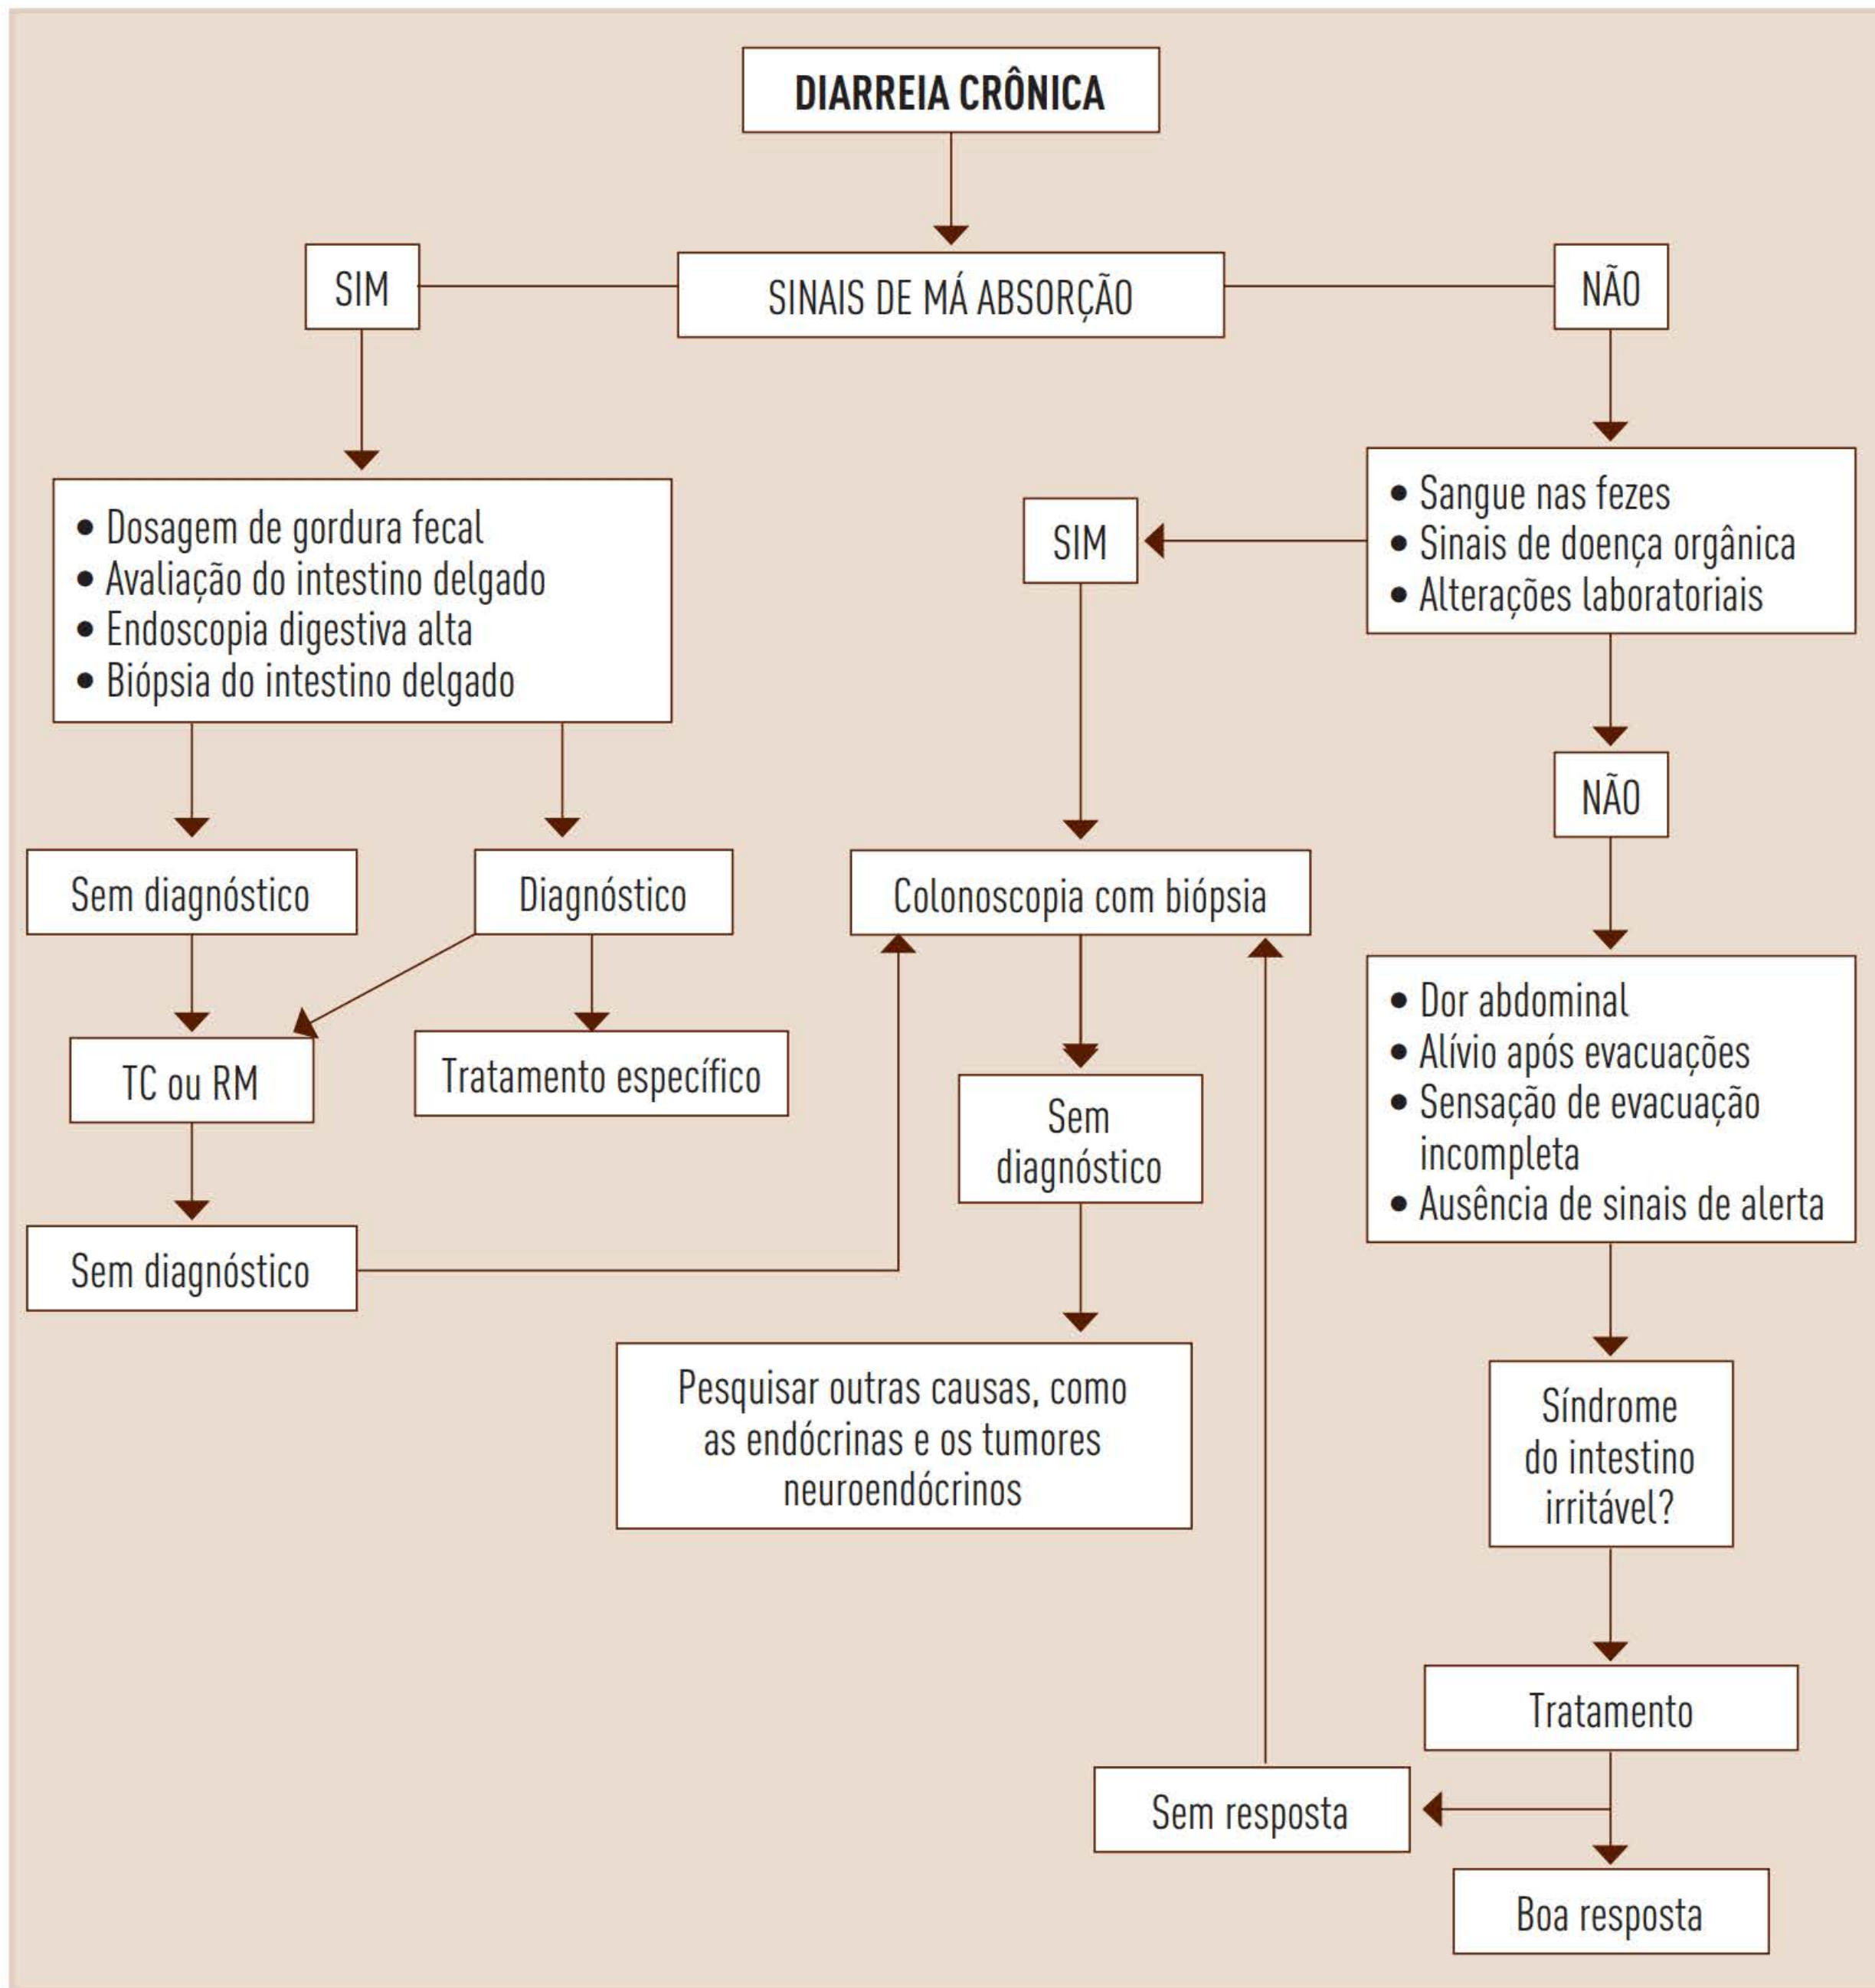 DIARREIA CRÔNICA
SIM
SINAIS DE MÁ ABSORÇÃO
NÃO
• Dosagem de gordura fecal
• Avaliação do intestino delgado
• Endoscopia digestiva alta
• Biópsia do intestino delgado
SIM
• Sangue nas fezes
• Sinais de doença orgânica
• Alterações laboratoriais
NÃO
Sem diagnóstico
Diagnóstico
Colonoscopia com biópsia
TC ou RM
Tratamento específico
Sem
diagnóstico
• Dor abdominal
• Alívio após evacuações
• Sensação de evacuação
incompleta
• Ausência de sinais de alerta
Sem diagnóstico
Pesquisar outras causas, como
as endócrinas e os tumores
neuroendócrinos
Síndrome
do intestino
irritável?
Tratamento
Sem resposta
Boa resposta